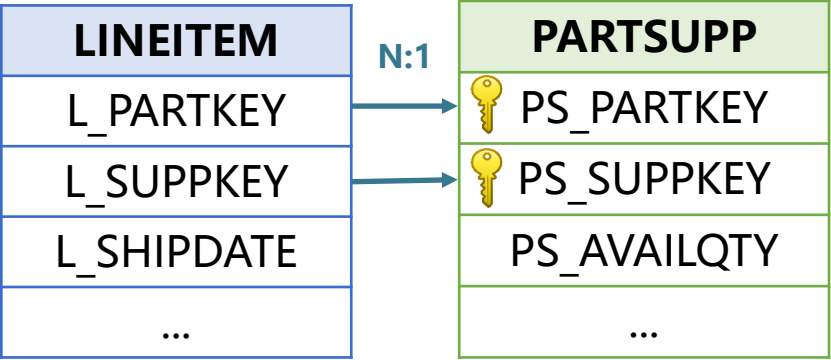 LINEITEM
L_PARTKEY
L_SUPPKEY
L_SHIPDATE
...
N:1
PARTSUPP
PS_PARTKEY
PS_SUPPKEY
PS_AVAILQTY
...